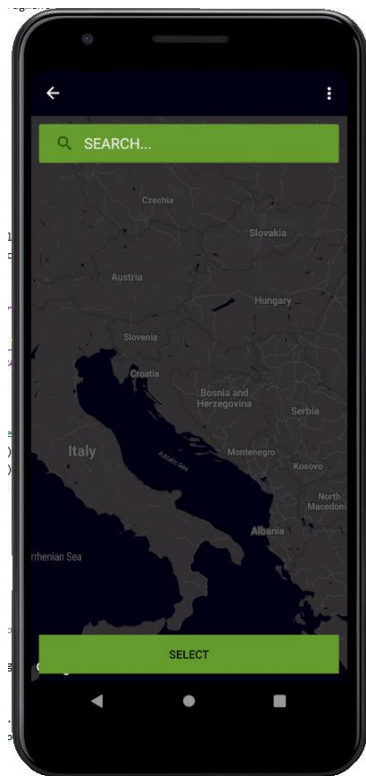 SEARCH...
Czechia
Slovakia
Austria
Hungary
Slovenia
Croatia
Bosnia and
Herzegovina
Serbia
Italy
Adriatic Sea
Montenegro
Kosovo
North
Macedoni
Albania
rrhenian Sea
SELECT